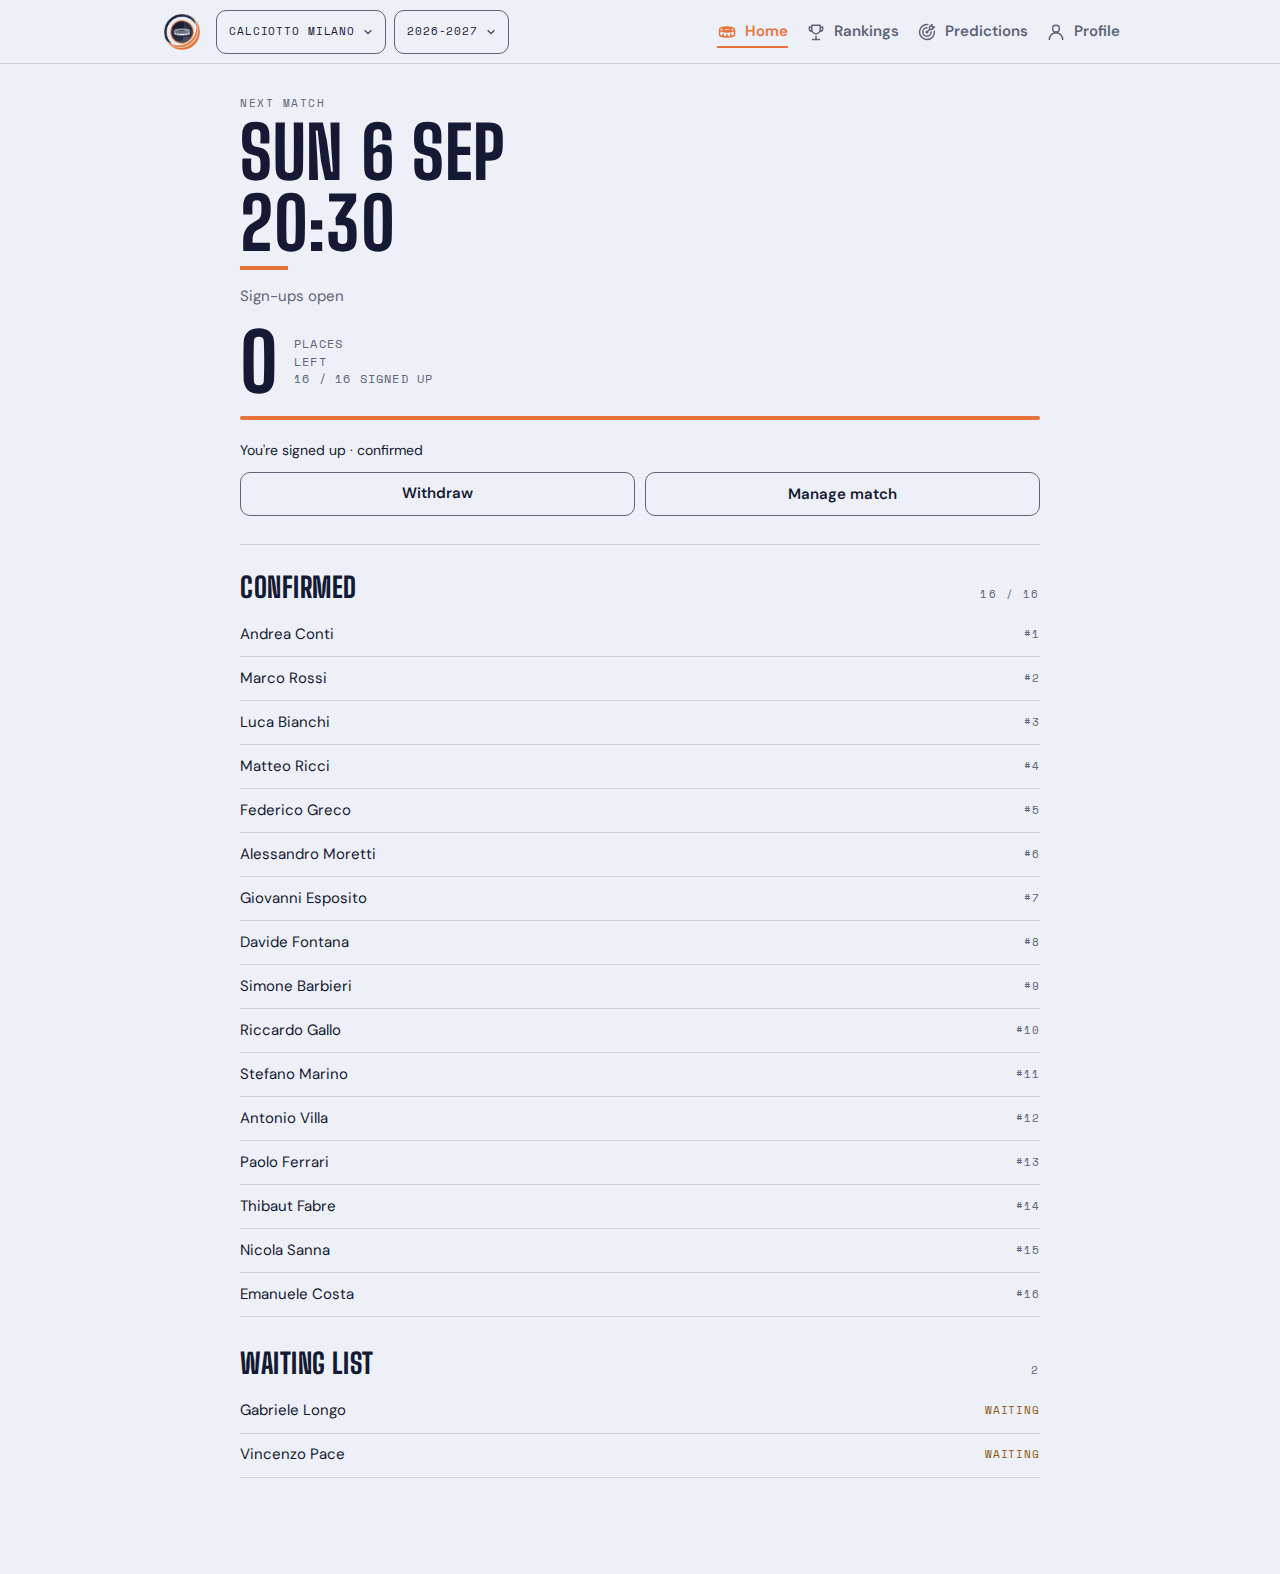 CALCIOTTO MILANO
2026-2027
Home
Rankings
Predictions
Profile
NEXT MATCH
SUN 6 SEP
20:30
Sign-ups open
0
PLACES
LEFT
16 / 16 SIGNED UP
You're signed up · confirmed
Withdraw
Manage match
CONFIRMED
16 / 16
Andrea Conti
#1
Marco Rossi
#2
Luca Bianchi
#3
Matteo Ricci
#4
Federico Greco
#5
Alessandro Moretti
#6
Giovanni Esposito
#7
Davide Fontana
#8
Simone Barbieri
#9
Riccardo Gallo
#10
Stefano Marino
#11
Antonio Villa
#12
Paolo Ferrari
#13
Thibaut Fabre
#14
Nicola Sanna
#15
Emanuele Costa
#16
WAITING LIST
2
Gabriele Longo
WAITING
Vincenzo Pace
WAITING